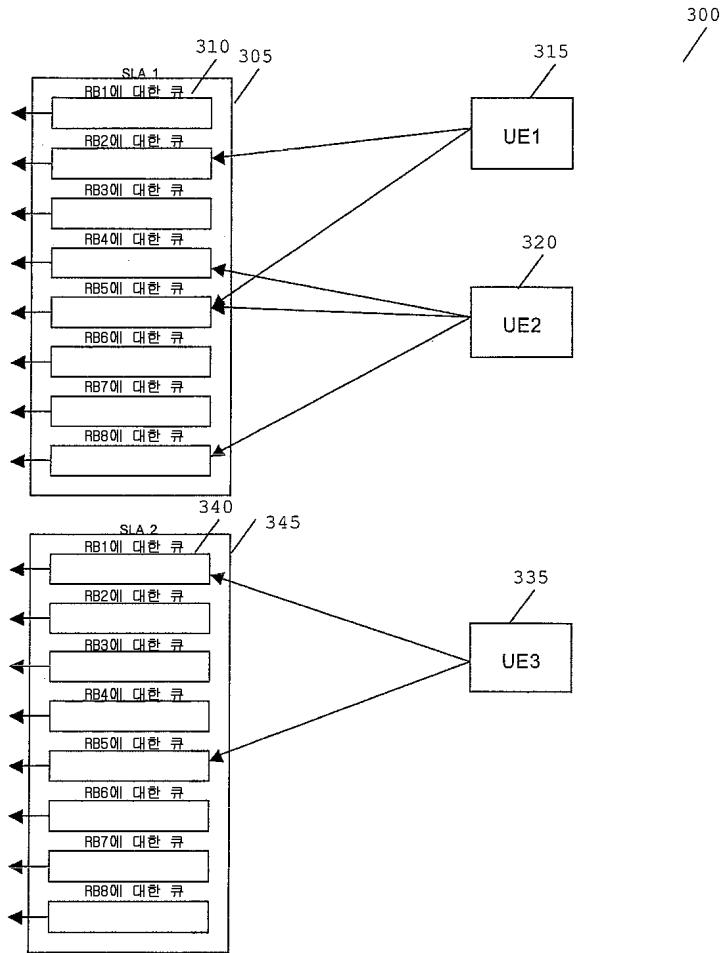 300
310
305
315
SLA 1
RB1에 대한 큐
RB2에 대한 큐
RB3에 대한 큐
RB4에 대한 큐
RB5에 대한 큐
RB6에 대한 큐
RB7에 대한 큐
RB8에 대한 큐
UE1
320
UE2
340
345
SLA 2
RB1에 대한 큐
RB2에 대한 큐
RB3에 대한 큐
RB4에 대한 큐
RB5에 대한 큐
RB6에 대한 큐
RB7에 대한 큐
RB8에 대한 큐
335
UE3